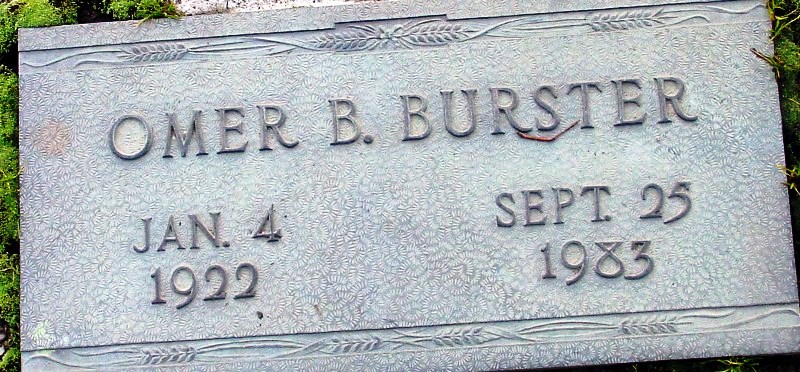 OMER B. BURSTER
JAN. 4 SEPT. 25
1922 1983